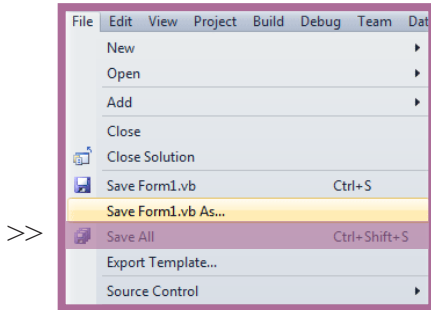 File Edit View Project Build Debug Team Dat
New
Open
Add
Close
Close Solution
Save Form1.vb Ctrl+S
Save Form1.vb As...
>> Save All Ctrl+Shift+S
Export Template...
Source Control